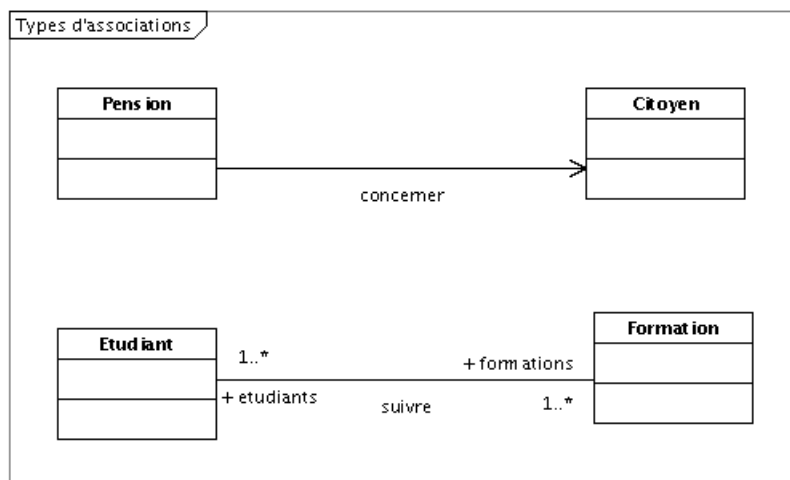 Types d'associations
Pension
Citoyen
concerner
Etudiant
Formation
1..*
+ formations
+ etudiants
suivre
1..*